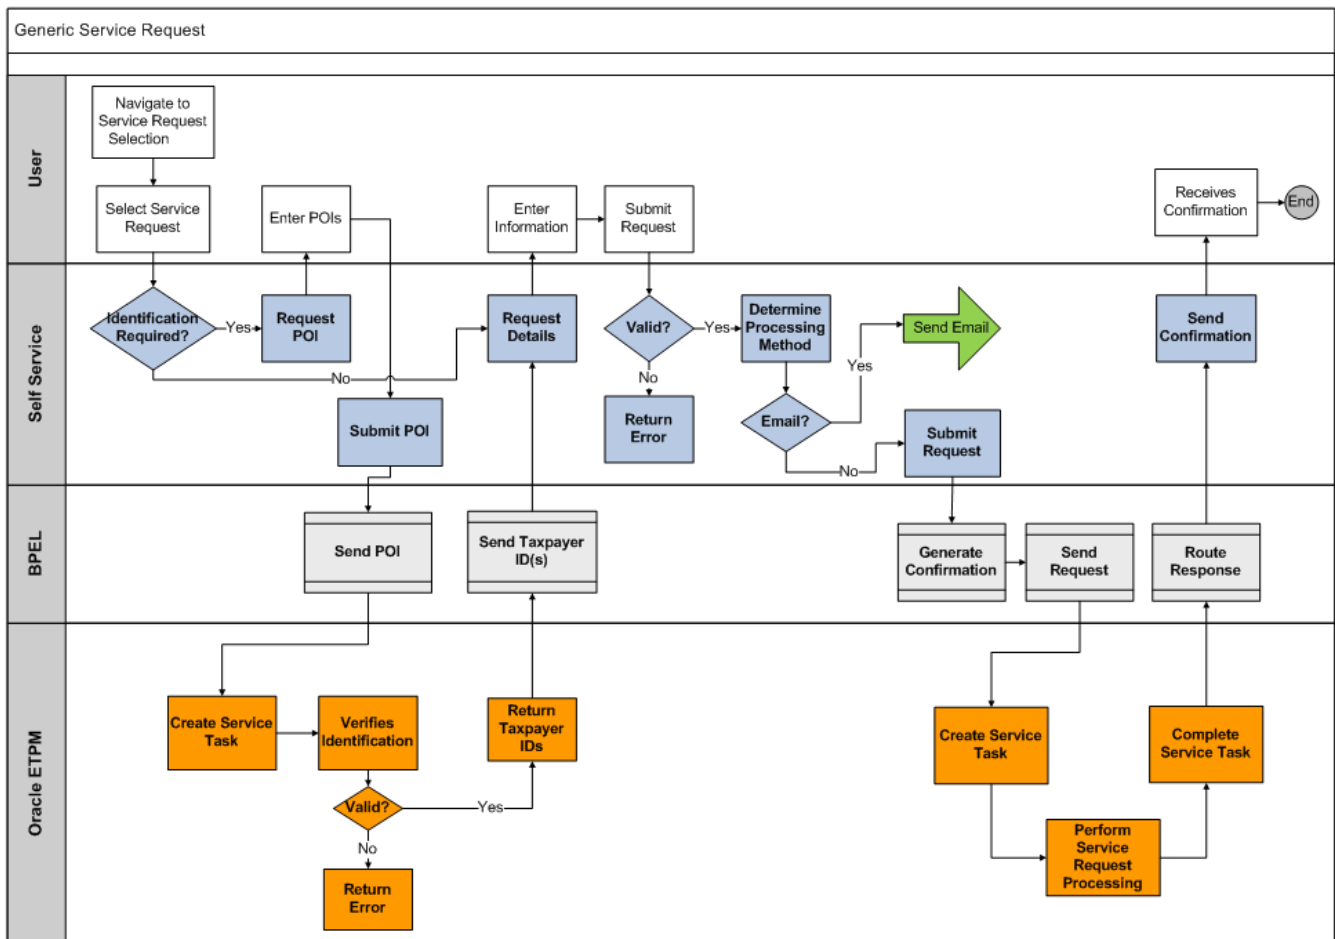 Generic Service Request
User
Navigate to
Service Request
Selection
Select Service
Request
Enter POIs
Enter
Information
Submit
Request
Receives
Confirmation
End
Self Service
Identification
Required?
Yes
Request
POI
No
Submit POI
Request
Details
Valid?
Yes
No
Return
Error
Determine
Processing
Method
Email?
Yes
No
Send Email
Submit
Request
Send
Confirmation
BPEL
Send POI
Send Taxpayer
ID(s)
Generate
Confirmation
Send
Request
Route
Response
Oracle ETPM
Create Service
Task
Verifies
Identification
Valid?
Yes
No
Return
Error
Return
Taxpayer
IDs
Create Service
Task
Perform
Service
Request
Processing
Complete
Service Task